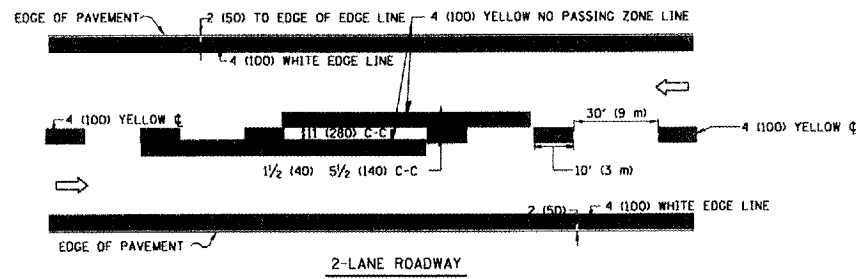 EDGE OF PAVEMENT
2 (50) TO EDGE OF EDGE LINE
4 (100) YELLOW NO PASSING ZONE LINE
4 (100) WHITE EDGE LINE
30' (9 m)
4 (100) YELLOW ℄
11 (280) C-C
4 (100) YELLOW ℄
1½ (40) 5½ (140) C-C
10' (3 m)
2 (50)
4 (100) WHITE EDGE LINE
EDGE OF PAVEMENT
2-LANE ROADWAY